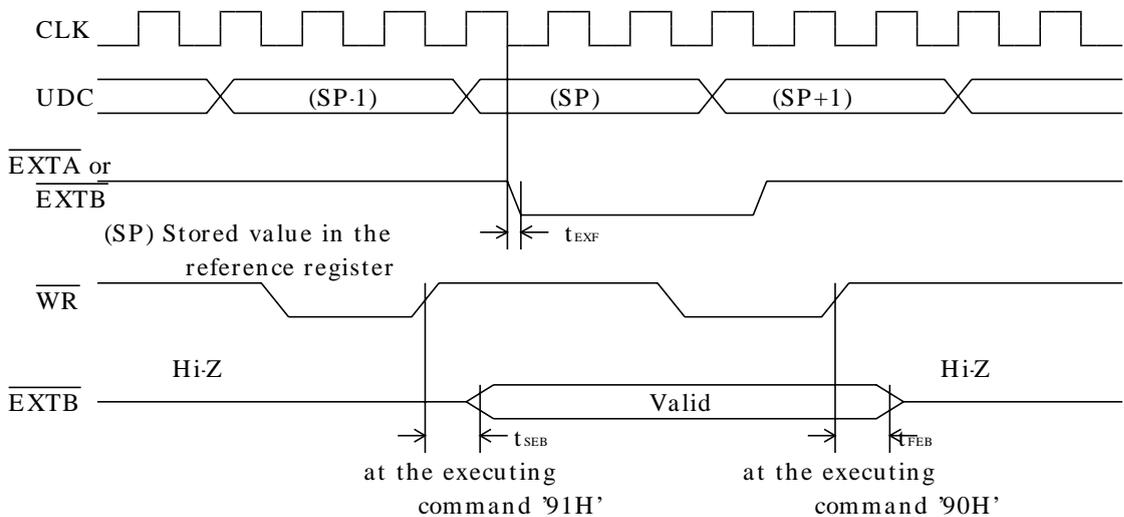 CLK
UDC
(SP-1)
(SP)
(SP+1)
EXTA or
EXTB
(SP) Stored value in the
reference register
tEXF
WR
Hi-Z
Hi-Z
EXTB
Valid
tSEB
tFEB
at the executing
command '91H'
at the executing
command '90H'